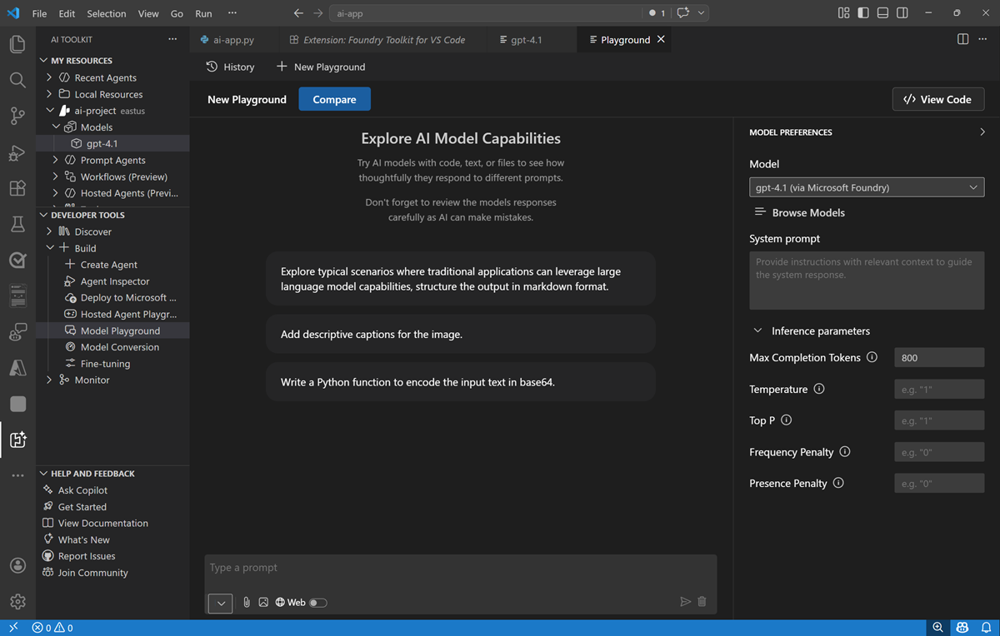 File Edit Selection View Go Run ···
ai-app
1
AI TOOLKIT
MY RESOURCES
Recent Agents
Local Resources
ai-project eastus
Models
gpt-4.1
Prompt Agents
Workflows (Preview)
Hosted Agents (Previ...
DEVELOPER TOOLS
Discover
Build
Create Agent
Agent Inspector
Deploy to Microsoft ...
Hosted Agent Playgr...
Model Playground
Model Conversion
Fine-tuning
Monitor
HELP AND FEEDBACK
Ask Copilot
Get Started
View Documentation
What's New
Report Issues
Join Community
ai-app.py
Extension: Foundry Toolkit for VS Code
gpt-4.1
Playground
History
New Playground
New Playground
Compare
View Code
Explore AI Model Capabilities
Try AI models with code, text, or files to see how
thoughtfully they respond to different prompts.
Don't forget to review the models responses
carefully as AI can make mistakes.
Explore typical scenarios where traditional applications can leverage large
language model capabilities, structure the output in markdown format.
Add descriptive captions for the image.
Write a Python function to encode the input text in base64.
Type a prompt
Web
MODEL PREFERENCES
Model
gpt-4.1 (via Microsoft Foundry)
Browse Models
System prompt
Provide instructions with relevant context to guide
the system response.
Inference parameters
Max Completion Tokens 800
Temperature e.g. "1"
Top P e.g. "1"
Frequency Penalty e.g. "0"
Presence Penalty e.g. "0"
0 0